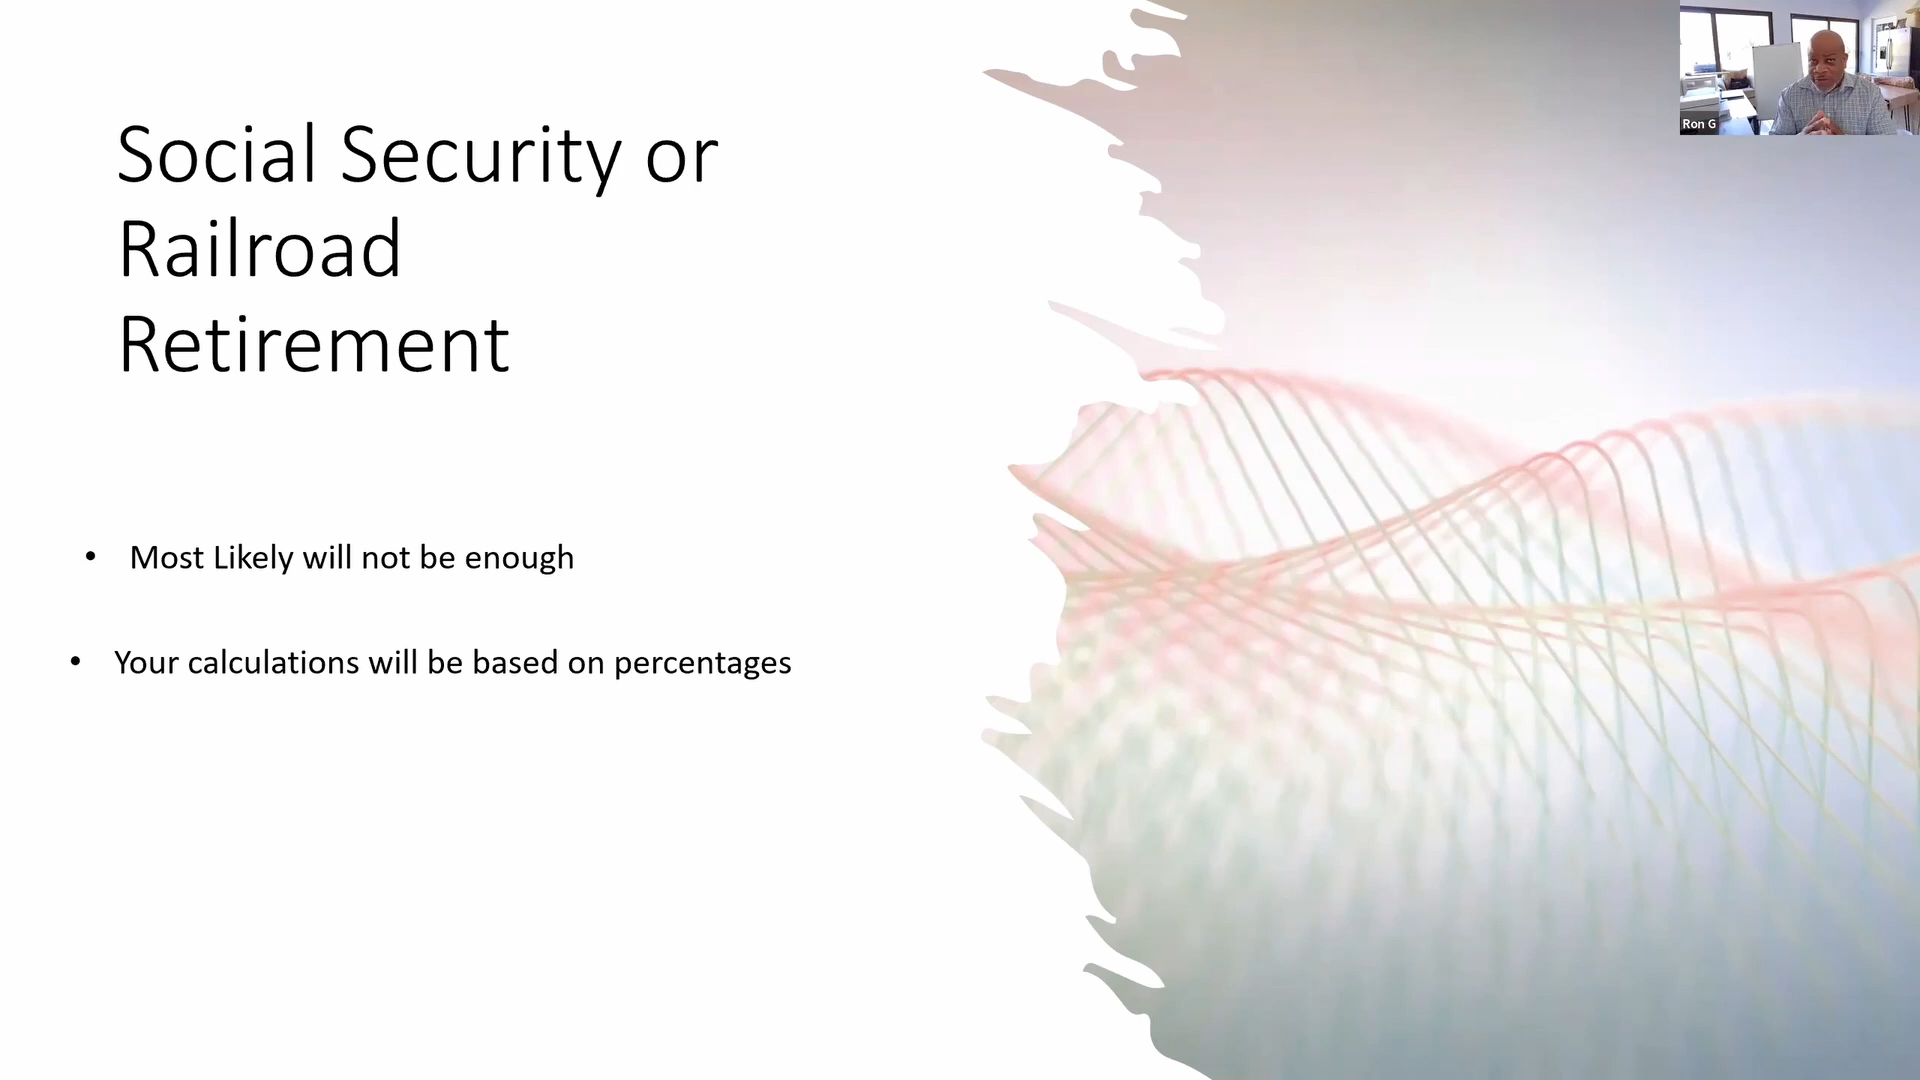 Social Security or
Railroad
Retirement
• Most Likely will not be enough
• Your calculations will be based on percentages
Ron G